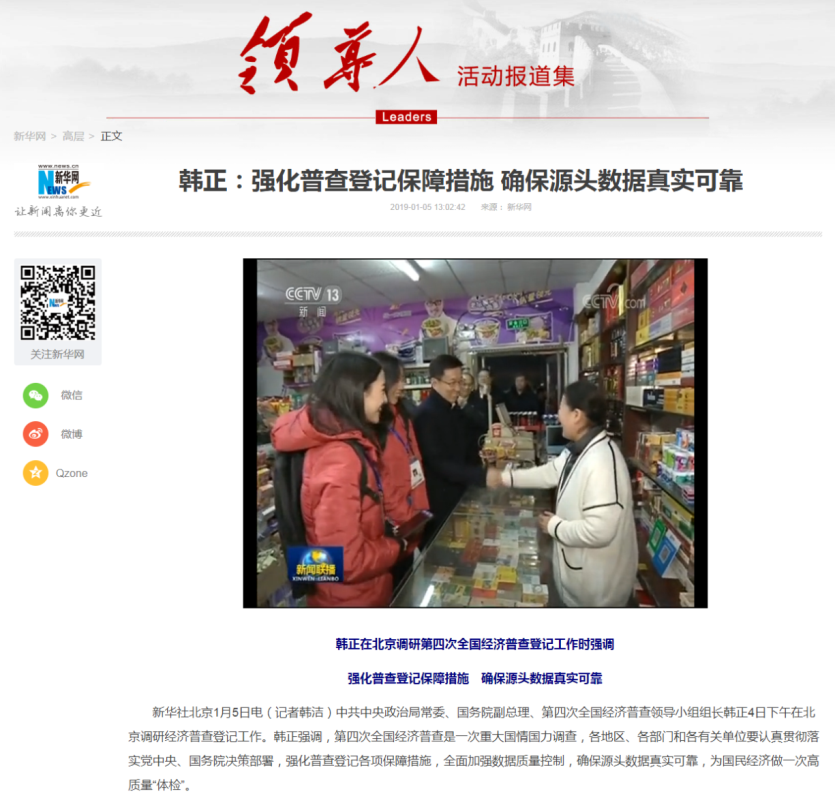 领导人 活动报道集
Leaders
新华网 > 高层 > 正文
www.news.cn
新华网
NEWS
www.xinhuanet.com
让新闻离你更近
韩正：强化普查登记保障措施 确保源头数据真实可靠
2019-01-05 13:02:42 来源： 新华网
关注新华网
微信
微博
Qzone
CCTV 13
新闻
CCTV.com
新闻联播
XINWEN-LIANBO
韩正在北京调研第四次全国经济普查登记工作时强调
强化普查登记保障措施　确保源头数据真实可靠
新华社北京1月5日电（记者韩洁）中共中央政治局常委、国务院副总理、第四次全国经济普查领导小组组长韩正4日下午在北
京调研经济普查登记工作。韩正强调，第四次全国经济普查是一次重大国情国力调查，各地区、各部门和各有关单位要认真贯彻落
实党中央、国务院决策部署，强化普查登记各项保障措施，全面加强数据质量控制，确保源头数据真实可靠，为国民经济做一次高
质量“体检”。